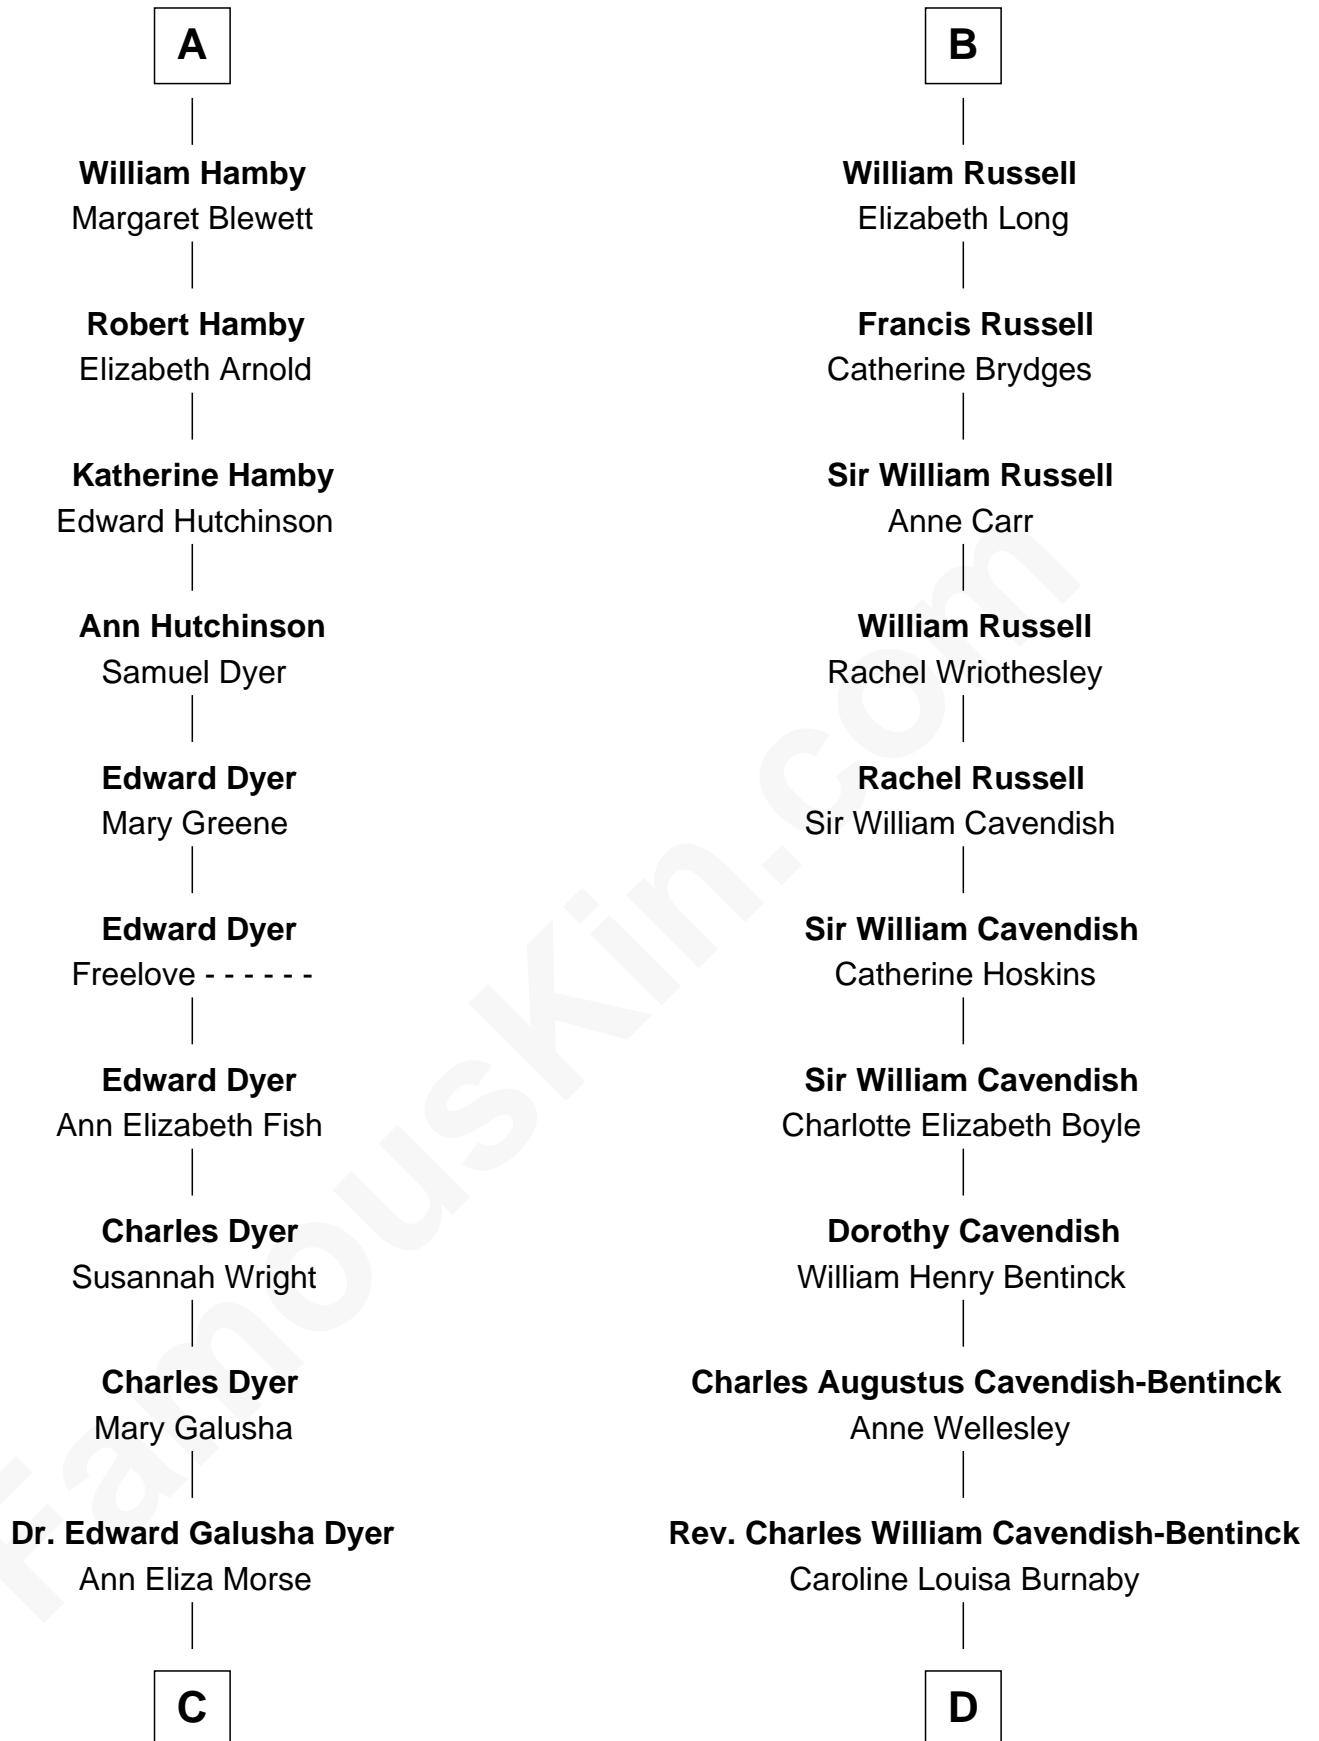 A
William Hamby
Margaret Blewett
Robert Hamby
Elizabeth Arnold
Katherine Hamby
Edward Hutchinson
Ann Hutchinson
Samuel Dyer
Edward Dyer
Mary Greene
Edward Dyer
Freelove - - - - - -
Edward Dyer
Ann Elizabeth Fish
Charles Dyer
Susannah Wright
Charles Dyer
Mary Galusha
Dr. Edward Galusha Dyer
Ann Eliza Morse
C
B
William Russell
Elizabeth Long
Francis Russell
Catherine Brydges
Sir William Russell
Anne Carr
William Russell
Rachel Wriothesley
Rachel Russell
Sir William Cavendish
Sir William Cavendish
Catherine Hoskins
Sir William Cavendish
Charlotte Elizabeth Boyle
Dorothy Cavendish
William Henry Bentinck
Charles Augustus Cavendish-Bentinck
Anne Wellesley
Rev. Charles William Cavendish-Bentinck
Caroline Louisa Burnaby
D
FamousKin.com